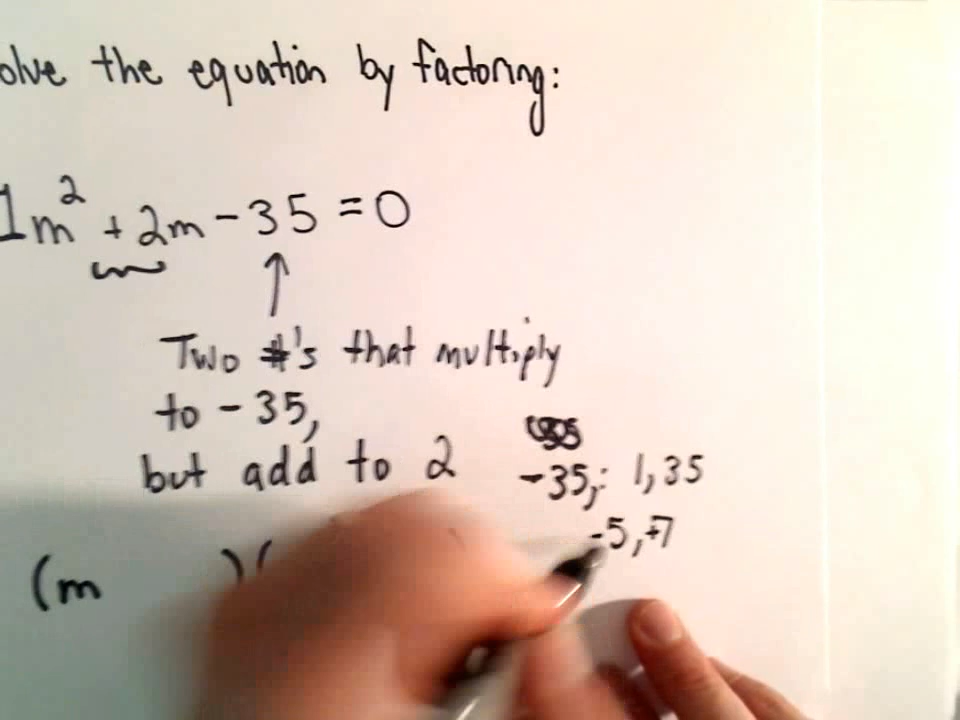 olve the equation by factoring:
1m² + 2m - 35 = 0
Two #'s that multiply
to - 35,
but add to 2
-35; 1, 35
-5, +7
(m )(